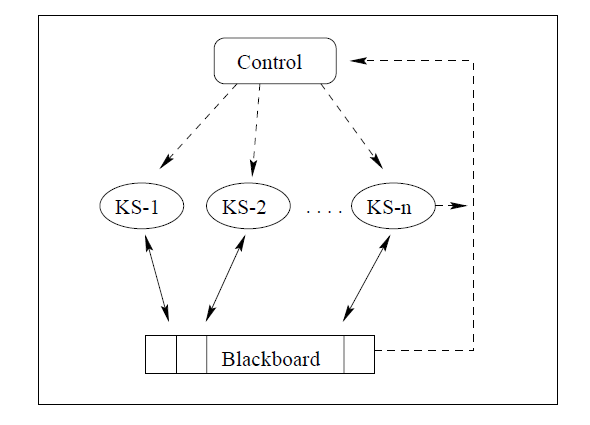 Control
KS-1 KS-2 . . . . KS-n
Blackboard